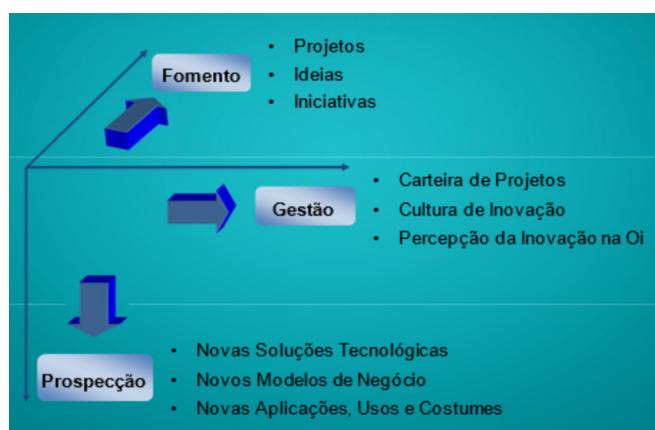 Fomento
• Projetos
• Ideias
• Iniciativas
Gestão
• Carteira de Projetos
• Cultura de Inovação
• Percepção da Inovação na Oi
Prospecção
• Novas Soluções Tecnológicas
• Novos Modelos de Negócio
• Novas Aplicações, Usos e Costumes